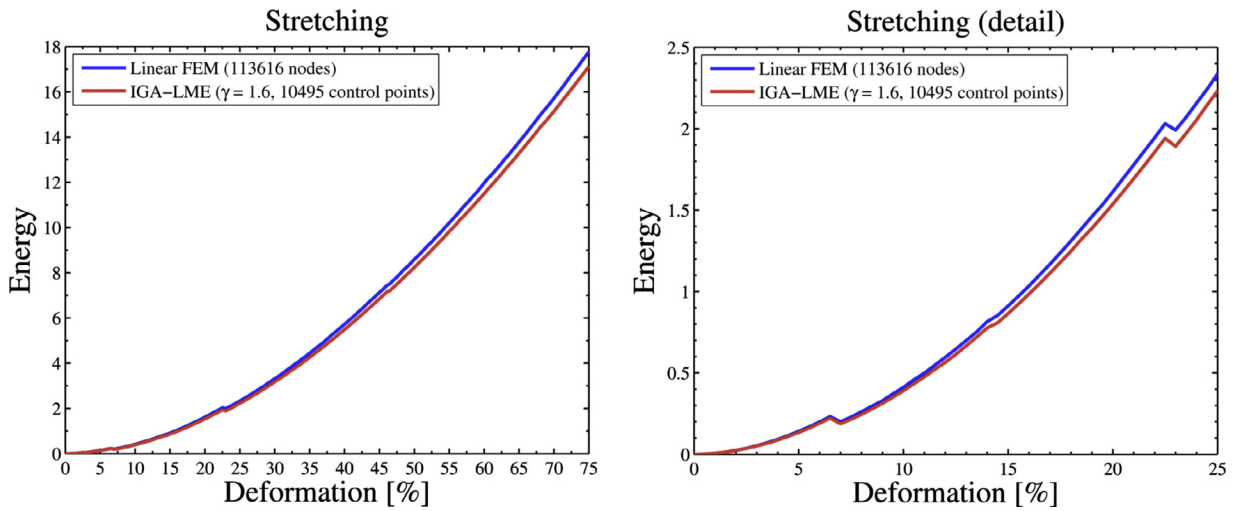 Stretching
18
16
14
12
10
8
6
4
2
0
Energy
Linear FEM (113616 nodes)
IGA−LME (γ = 1.6, 10495 control points)
0 5 10 15 20 25 30 35 40 45 50 55 60 65 70 75
Deformation [%]
Stretching (detail)
2.5
2
1.5
1
0.5
0
Energy
Linear FEM (113616 nodes)
IGA−LME (γ = 1.6, 10495 control points)
0 5 10 15 20 25
Deformation [%]